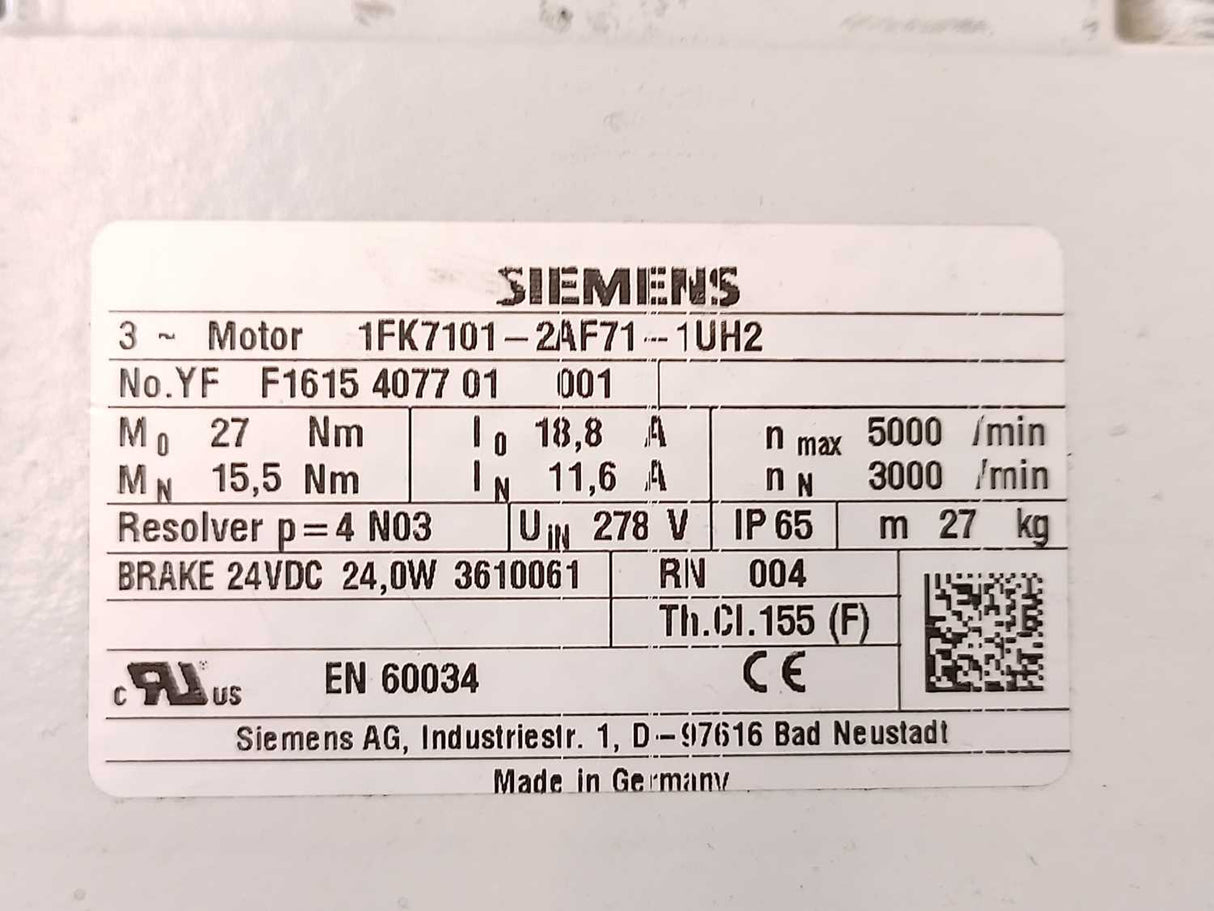 SIEMENS
3 ~ Motor 1FK7101-2AF71-1UH2
No.YF F1615 4077 01 001
M0 27 Nm I0 18,8 A n max 5000 /min
MN 15,5 Nm IN 11,6 A n N 3000 /min
Resolver p=4 N03 UIN 278 V IP 65 m 27 kg
BRAKE 24VDC 24,0W 3610061 RN 004
Th.Cl.155 (F)
c RU us EN 60034 CE
Siemens AG, Industriestr. 1, D-97616 Bad Neustadt
Made in Germany